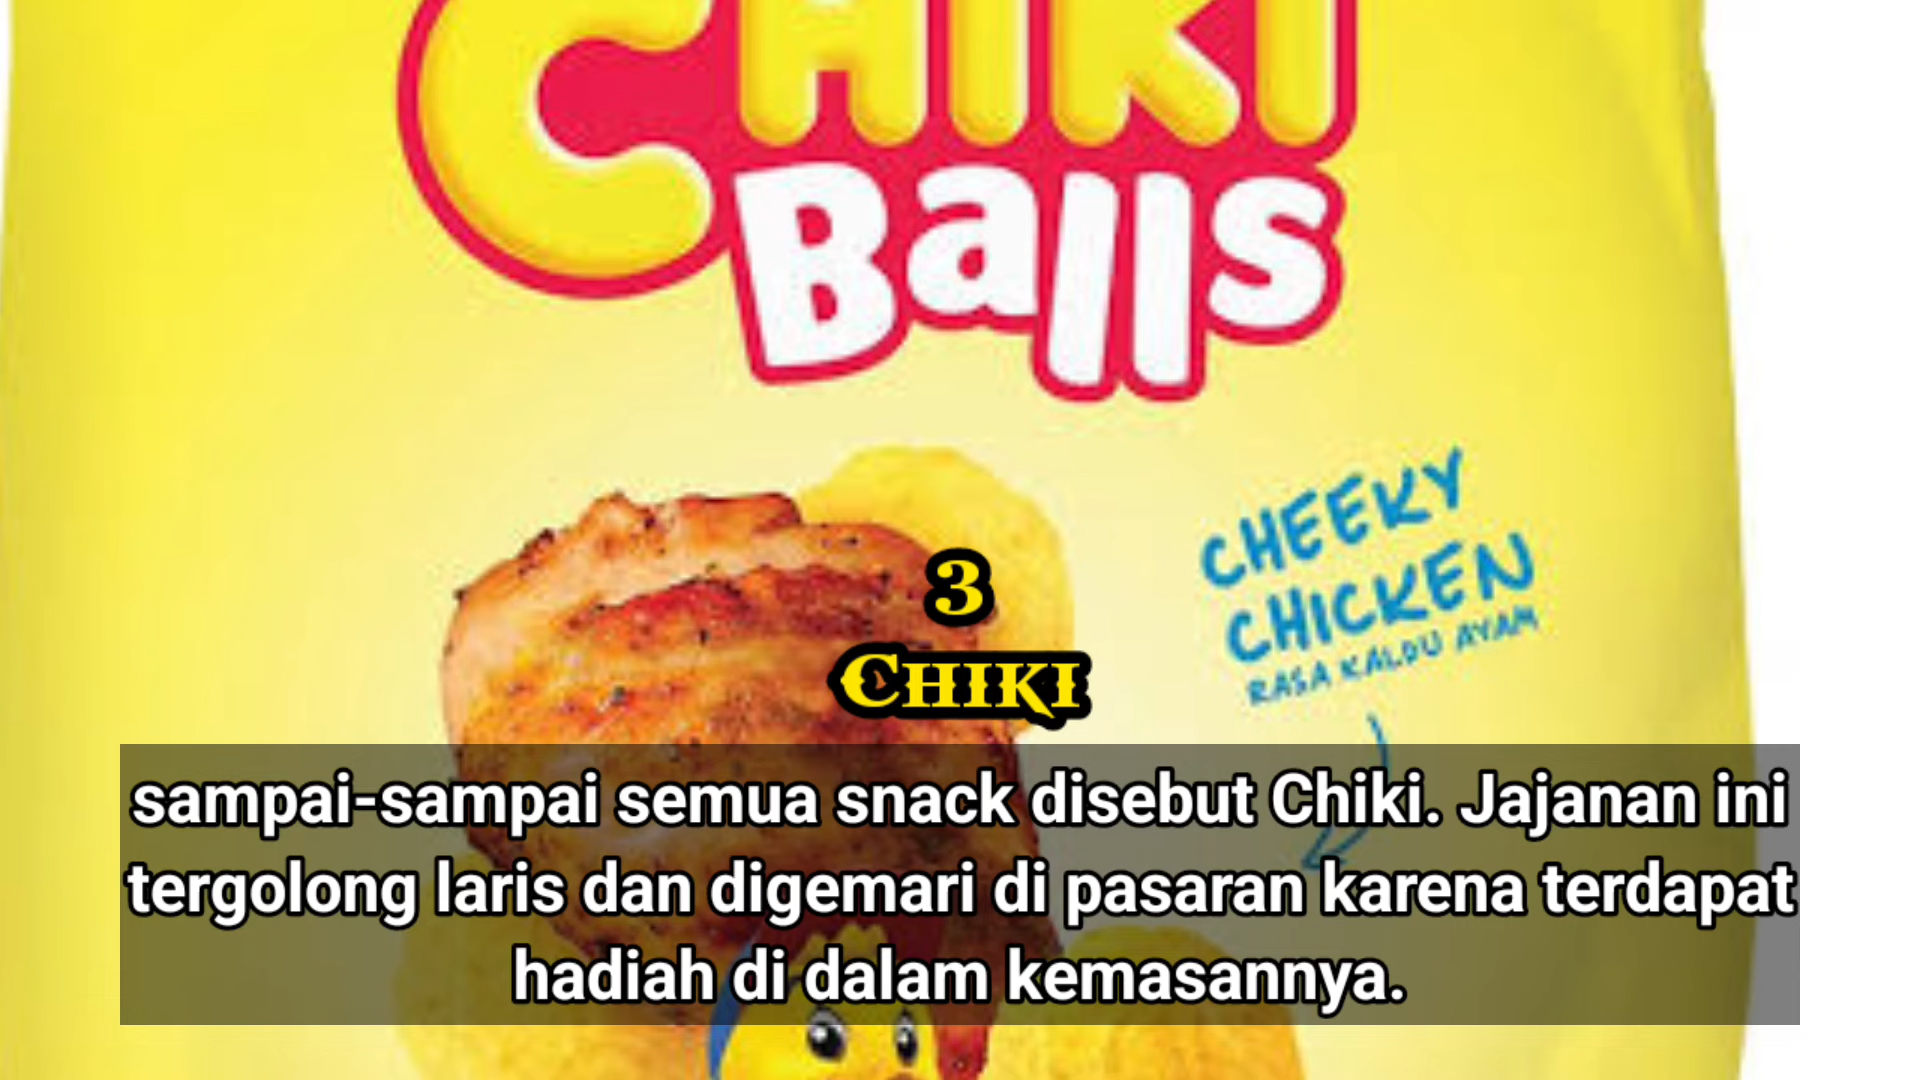 CHIKI
Balls
CHEEKY
CHICKEN
RASA KALDU AYAM
3
CHIKI
sampai-sampai semua snack disebut Chiki. Jajanan ini
tergolong laris dan digemari di pasaran karena terdapat
hadiah di dalam kemasannya.